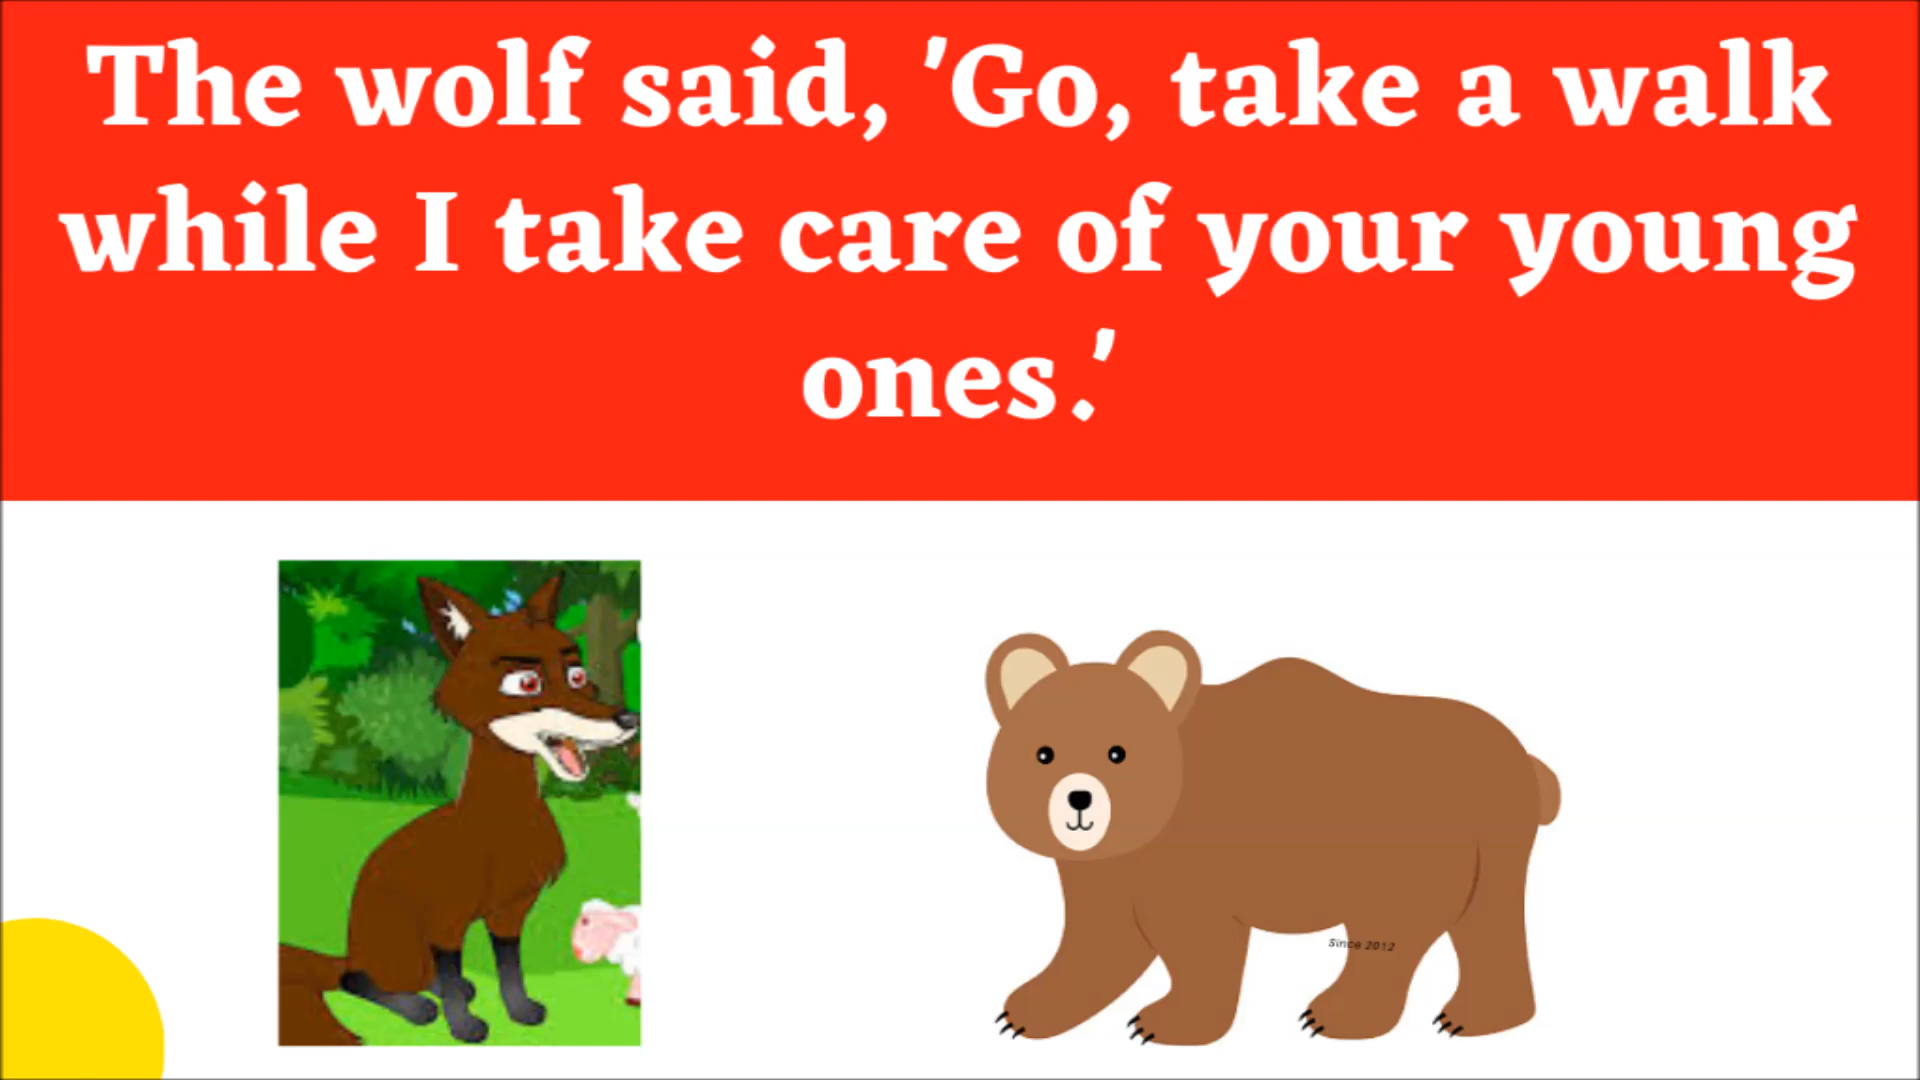 The wolf said, 'Go, take a walk
while I take care of your young
ones.'
Since 2012